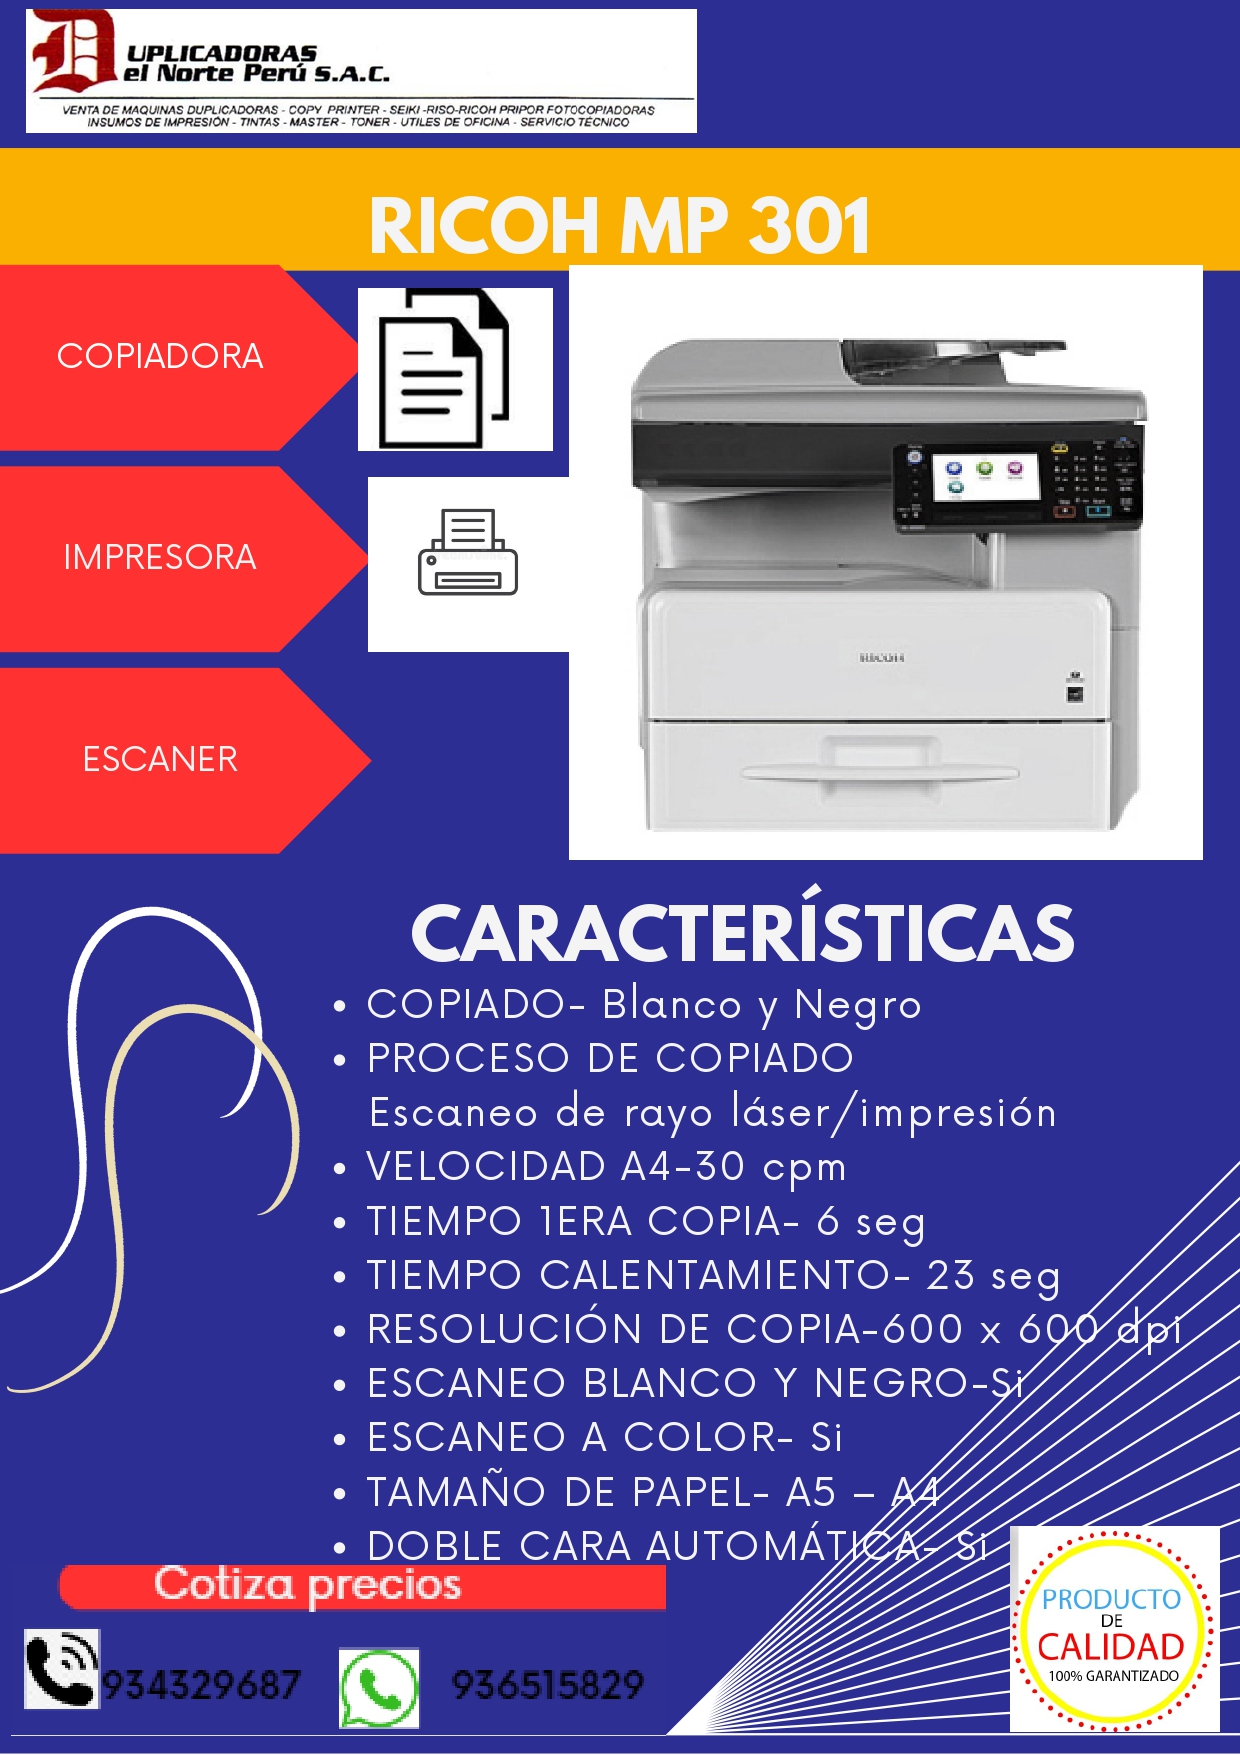 DUPLICADORAS
el Norte Perú S.A.C.
VENTA DE MAQUINAS DUPLICADORAS - COPY PRINTER - SEIKI -RISO-RICOH PRIPOR FOTOCOPIADORAS
INSUMOS DE IMPRESIÓN - TINTAS - MASTER - TONER - UTILES DE OFICINA - SERVICIO TÉCNICO
RICOH MP 301
COPIADORA
IMPRESORA
ESCANER
RICOH
CARACTERÍSTICAS
• COPIADO- Blanco y Negro
• PROCESO DE COPIADO
Escaneo de rayo láser/impresión
• VELOCIDAD A4-30 cpm
• TIEMPO 1ERA COPIA- 6 seg
• TIEMPO CALENTAMIENTO- 23 seg
• RESOLUCIÓN DE COPIA-600 x 600 dpi
• ESCANEO BLANCO Y NEGRO-Si
• ESCANEO A COLOR- Si
• TAMAÑO DE PAPEL- A5 – A4
• DOBLE CARA AUTOMÁTICA- Si
Cotiza precios
934329687
936515829
PRODUCTO
DE
CALIDAD
100% GARANTIZADO